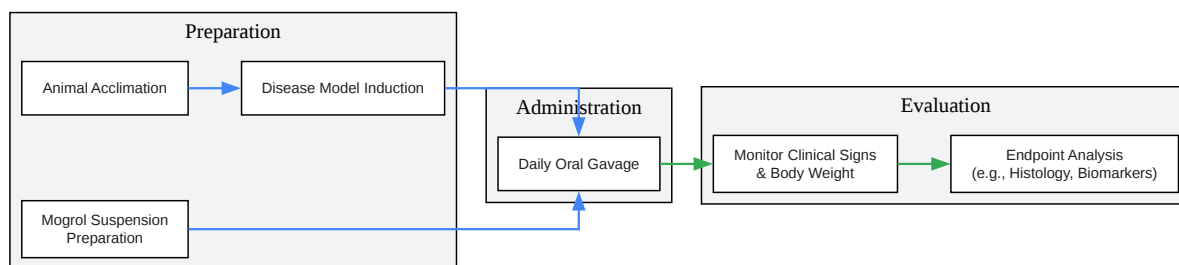 Preparation
Animal Acclimation
Disease Model Induction
Mogrol Suspension
Preparation
Administration
Daily Oral Gavage
Evaluation
Monitor Clinical Signs
& Body Weight
Endpoint Analysis
(e.g., Histology, Biomarkers)